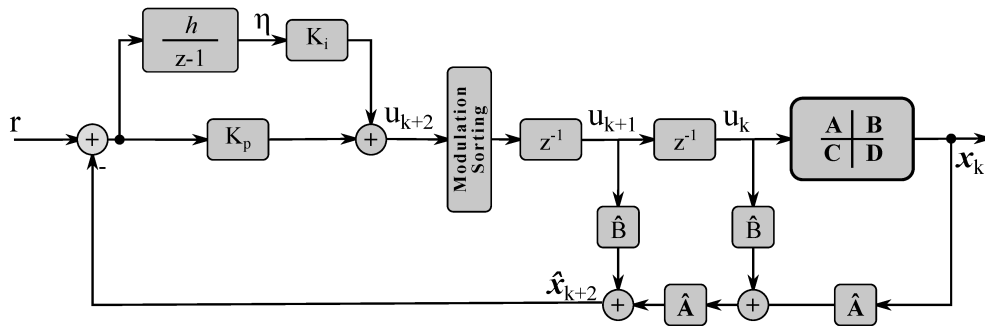 h
z-1
η
K_i
r
+
-
K_p
+
u_{k+2}
Modulation
Sorting
z^{-1}
u_{k+1}
z^{-1}
u_k
A B
C D
x_k
B̂
B̂
x̂_{k+2}
+
Â
+
Â